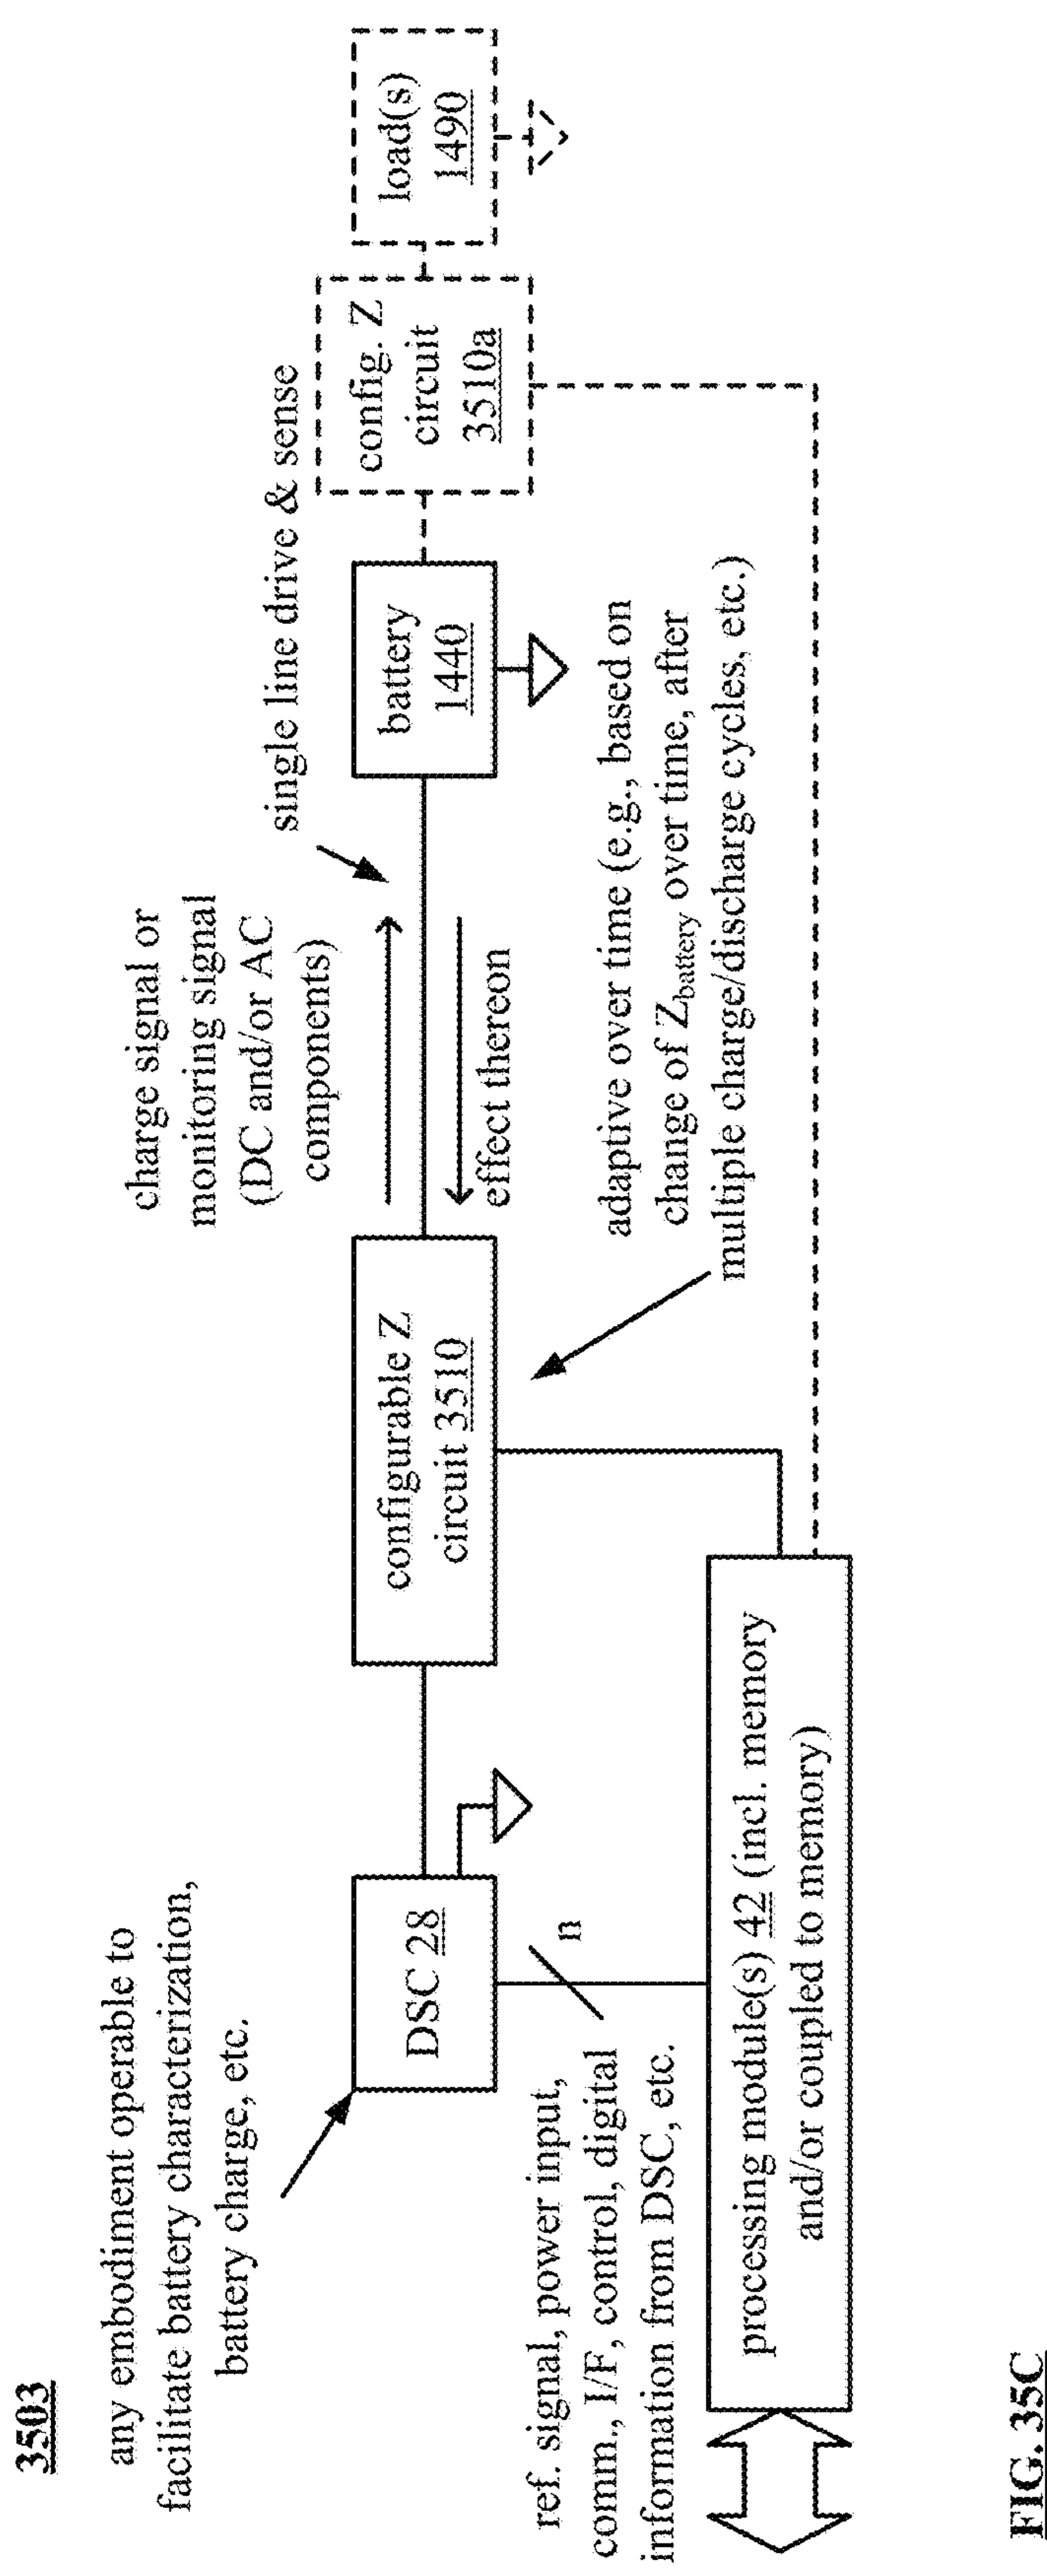 3503
any embodiment operable to
facilitate battery characterization,
battery charge, etc.
charge signal or
monitoring signal
(DC and/or AC
components)
single line drive & sense
DSC 28
configurable Z
circuit 3510
battery
1440
config. Z
circuit
3510a
load(s)
1490
effect thereon
n
ref. signal, power input,
comm., I/F, control, digital
information from DSC, etc.
adaptive over time (e.g., based on
change of Zbattery over time, after
multiple charge/discharge cycles, etc.)
processing module(s) 42 (incl. memory
and/or coupled to memory)
FIG. 35C